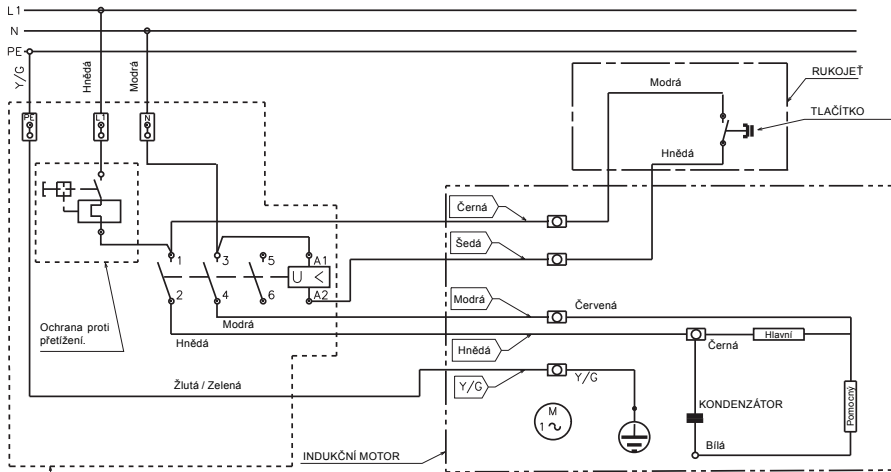 L1
N
PE
Y/G
Hnědá
Modrá
PE
L1
N
RUKOJEŤ
TLAČÍTKO
Modrá
Hnědá
Černá
Šedá
1
3
5
A1
U <
2
4
6
A2
Ochrana proti
přetížení.
Modrá
Hnědá
Modrá
Červená
Hnědá
Černá
Hlavní
Žlutá / Zelená
Y/G
Y/G
M
1
KONDENZÁTOR
Pomocný
Bílá
INDUKČNÍ MOTOR